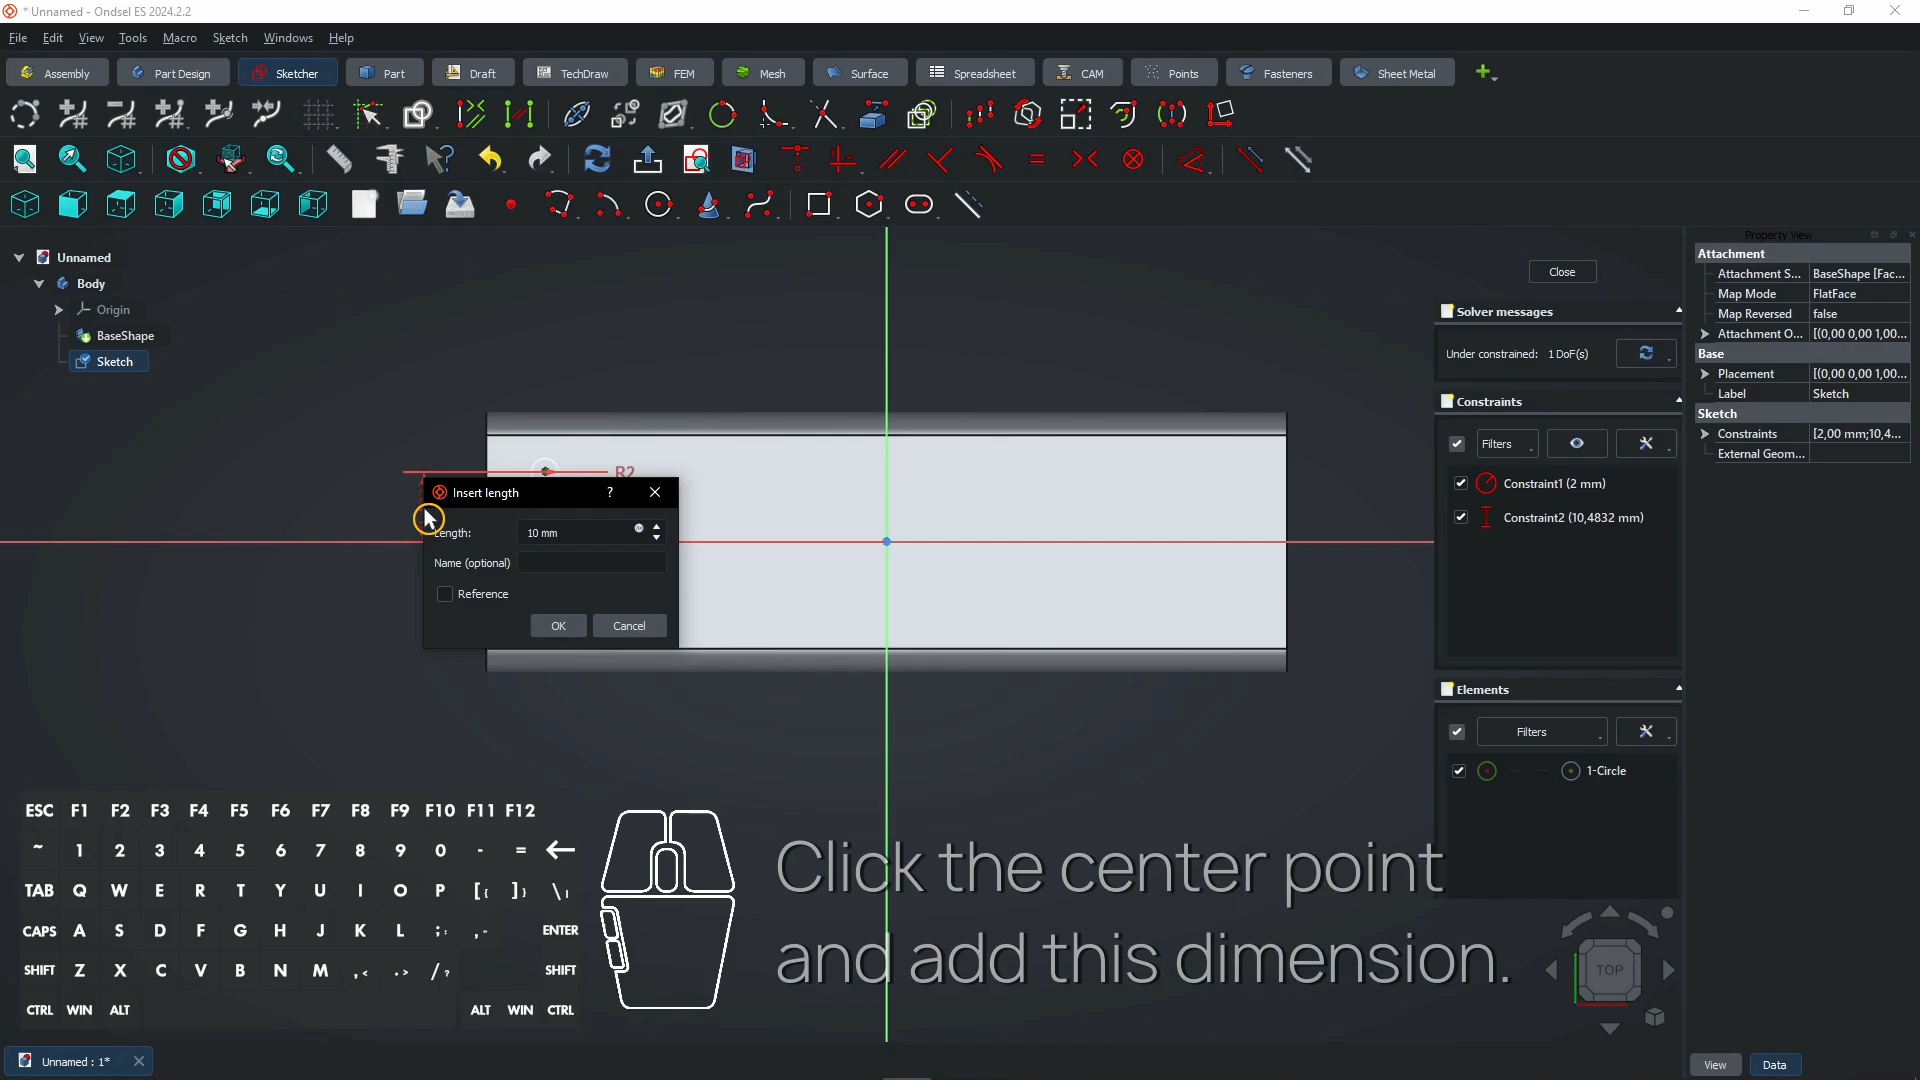 * Unnamed - Ondsel ES 2024.2.2
File Edit View Tools Macro Sketch Windows Help
Assembly Part Design Sketcher Part Draft TechDraw FEM Mesh Surface Spreadsheet CAM Points Fasteners Sheet Metal
Unnamed
Body
Origin
BaseShape
Sketch
R2
Insert length ?
Length: 10 mm
Name (optional)
Reference
OK Cancel
Close
Solver messages
Under constrained: 1 DoF(s)
Constraints
Filters
Constraint1 (2 mm)
Constraint2 (10,4832 mm)
Elements
Filters
1-Circle
Property View
Attachment
Attachment S... BaseShape [Fac...
Map Mode FlatFace
Map Reversed false
Attachment O... [(0,00 0,00 1,00...
Base
Placement [(0,00 0,00 1,00...
Label Sketch
Sketch
Constraints [2,00 mm;10,4...
External Geom...
ESC F1 F2 F3 F4 F5 F6 F7 F8 F9 F10 F11 F12
~ 1 2 3 4 5 6 7 8 9 0 - = ←
TAB Q W E R T Y U I O P [{ ]} \|
CAPS A S D F G H J K L ;: ,. ENTER
SHIFT Z X C V B N M ,< .> /? SHIFT
CTRL WIN ALT ALT WIN CTRL
Click the center point
and add this dimension.
TOP
Unnamed : 1*
View Data